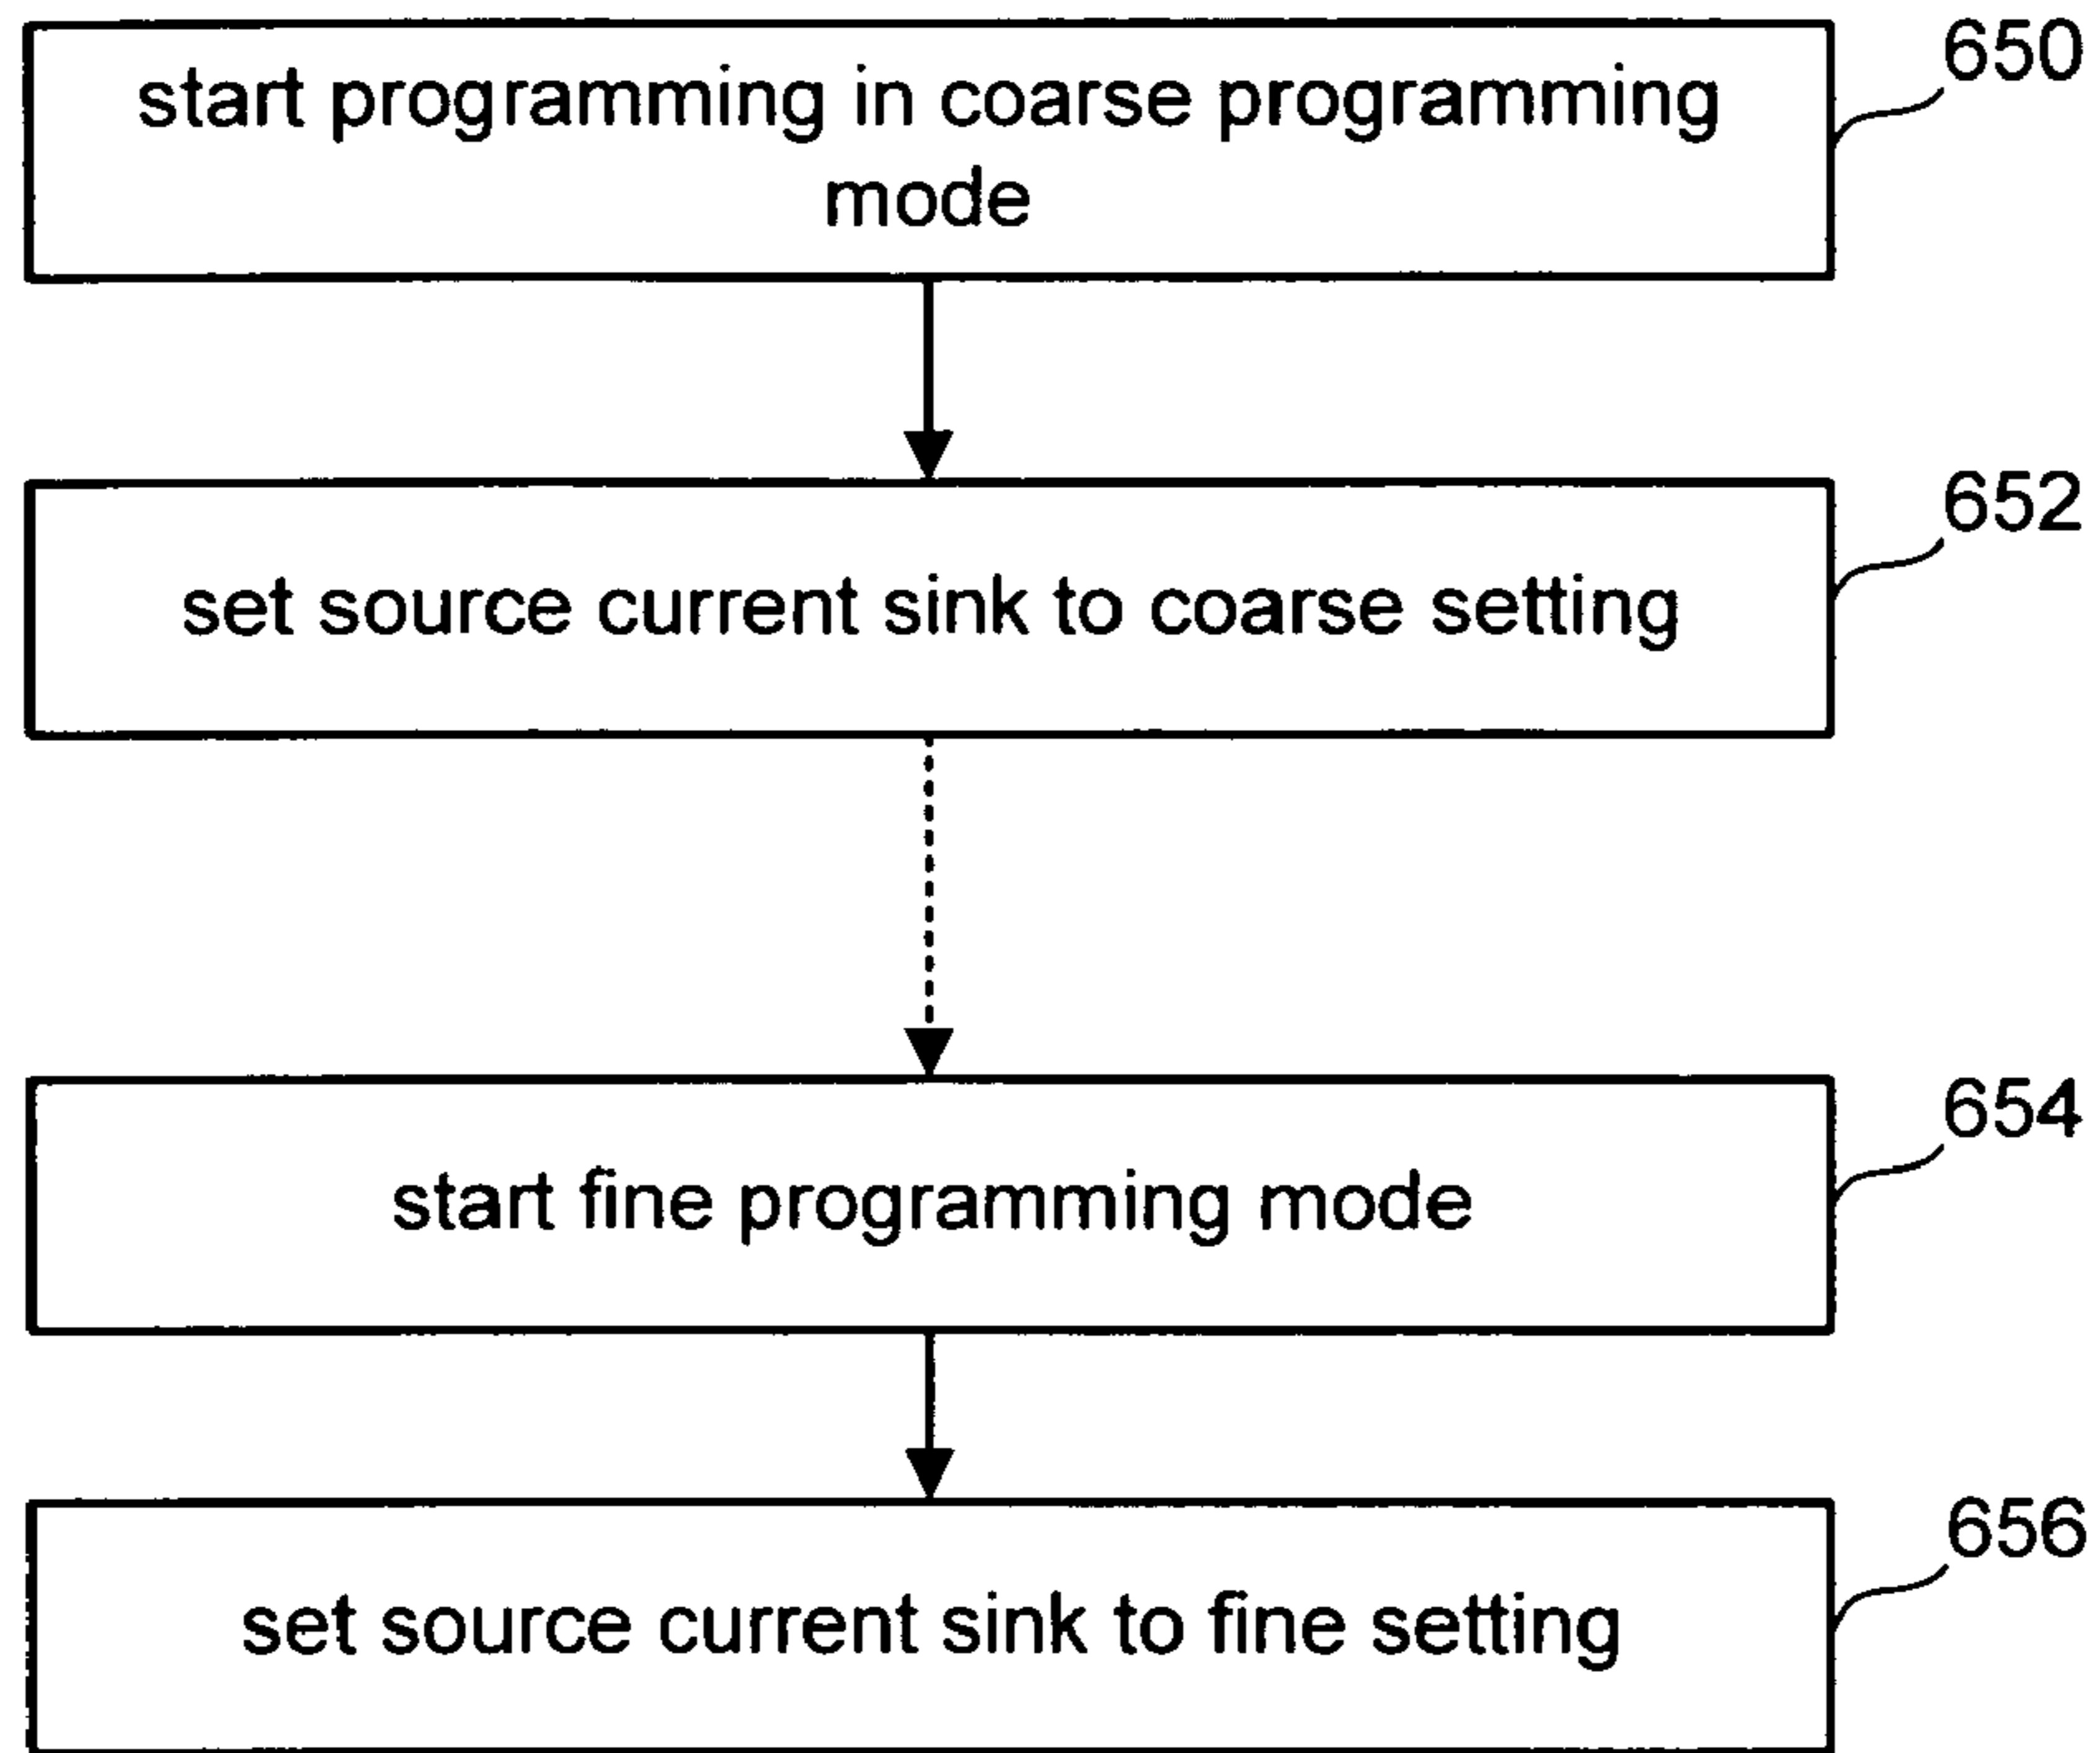 650
start programming in coarse programming
mode
652
set source current sink to coarse setting
654
start fine programming mode
656
set source current sink to fine setting